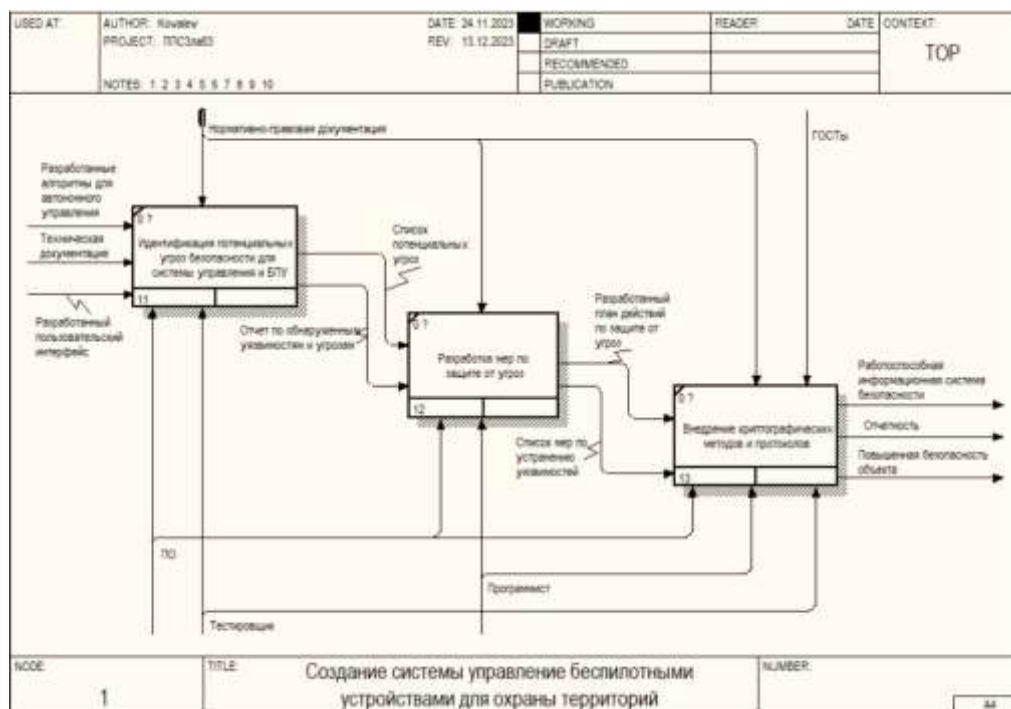 USED AT:
AUTHOR: Kovalev
DATE: 24.11.2023
WORKING
READER
DATE
CONTEXT:
PROJECT: ППСЗлаб3
REV: 13.12.2023
DRAFT
TOP
RECOMMENDED
NOTES: 1 2 3 4 5 6 7 8 9 10
PUBLICATION
Нормативно-правовая документация
ГОСТы
Разработанные
алгоритмы для
автономного
управления
Техническая
документация
Разработанный
пользовательский
интерфейс
0 ?
Идентификация потенциальных
угроз безопасности для
системы управления и БПУ
11
Список
потенциальных
угроз
Отчет по обнаруженным
уязвимостям и угрозам
0 ?
Разработка мер по
защите от угроз
12
Разработанный
план действий
по защите от
угроз
Список мер по
устранению
уязвимостей
0 ?
Внедрение криптографических
методов и протоколов
13
Работоспособная
информационная система
безопасности
Отчетность
Повышенная безопасность
объекта
ПО
Программист
Тестировщик
NODE:
1
TITLE:
Создание системы управление беспилотными
устройствами для охраны территорий
NUMBER:
A4